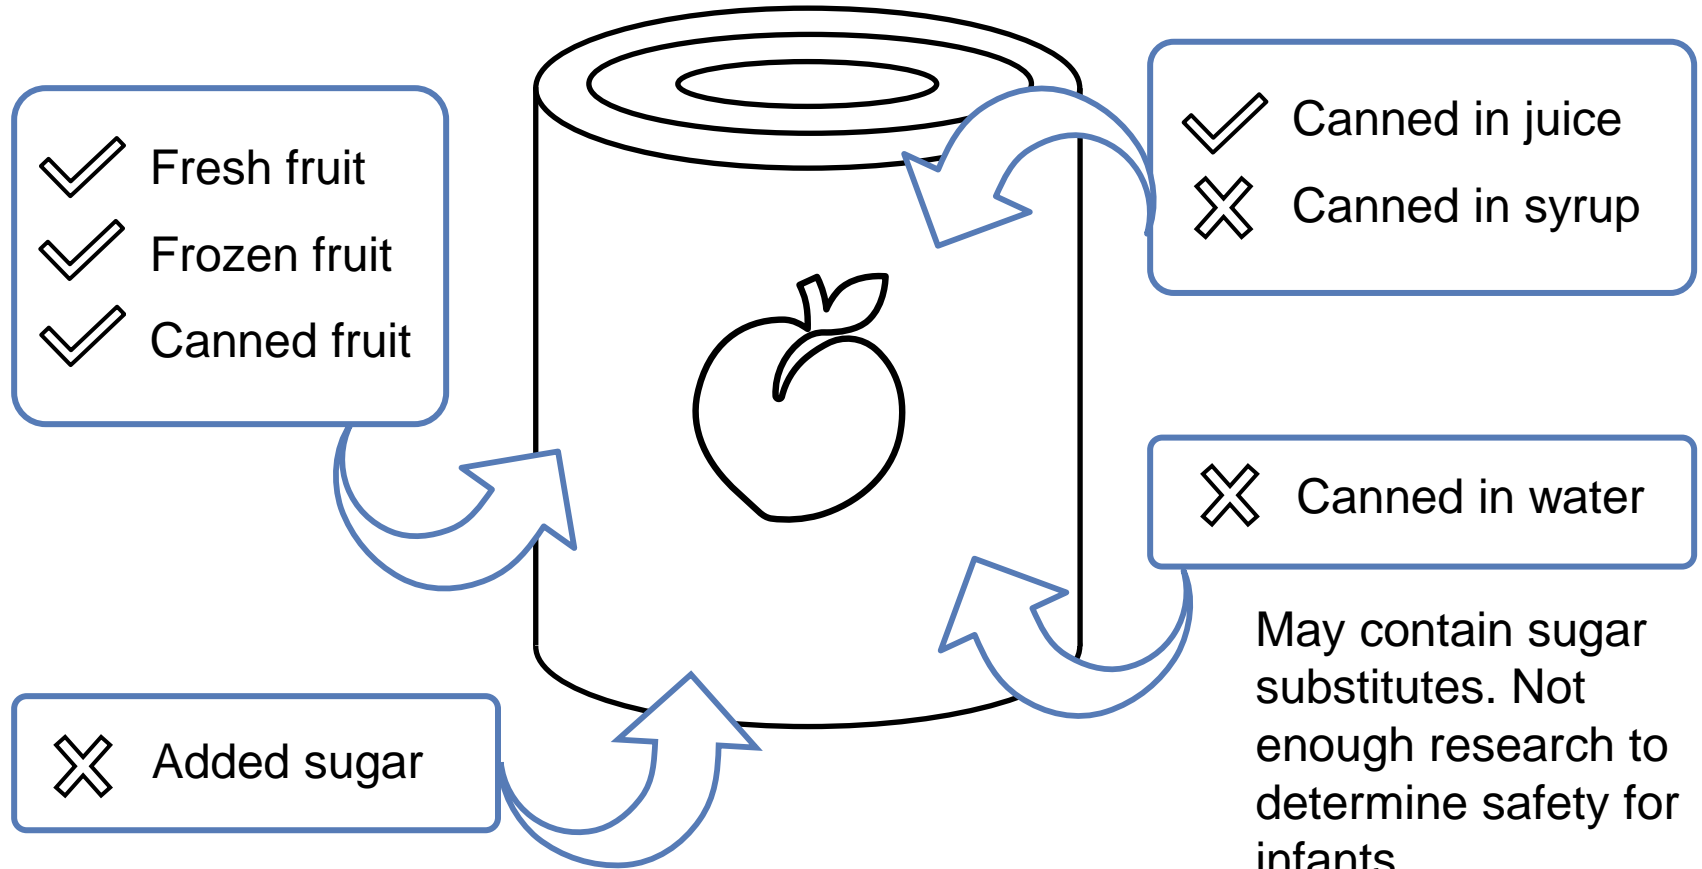 Fresh fruit
Frozen fruit
Canned fruit
Canned in juice
Canned in syrup
Canned in water
May contain sugar
substitutes. Not
enough research to
determine safety for
infants
Added sugar